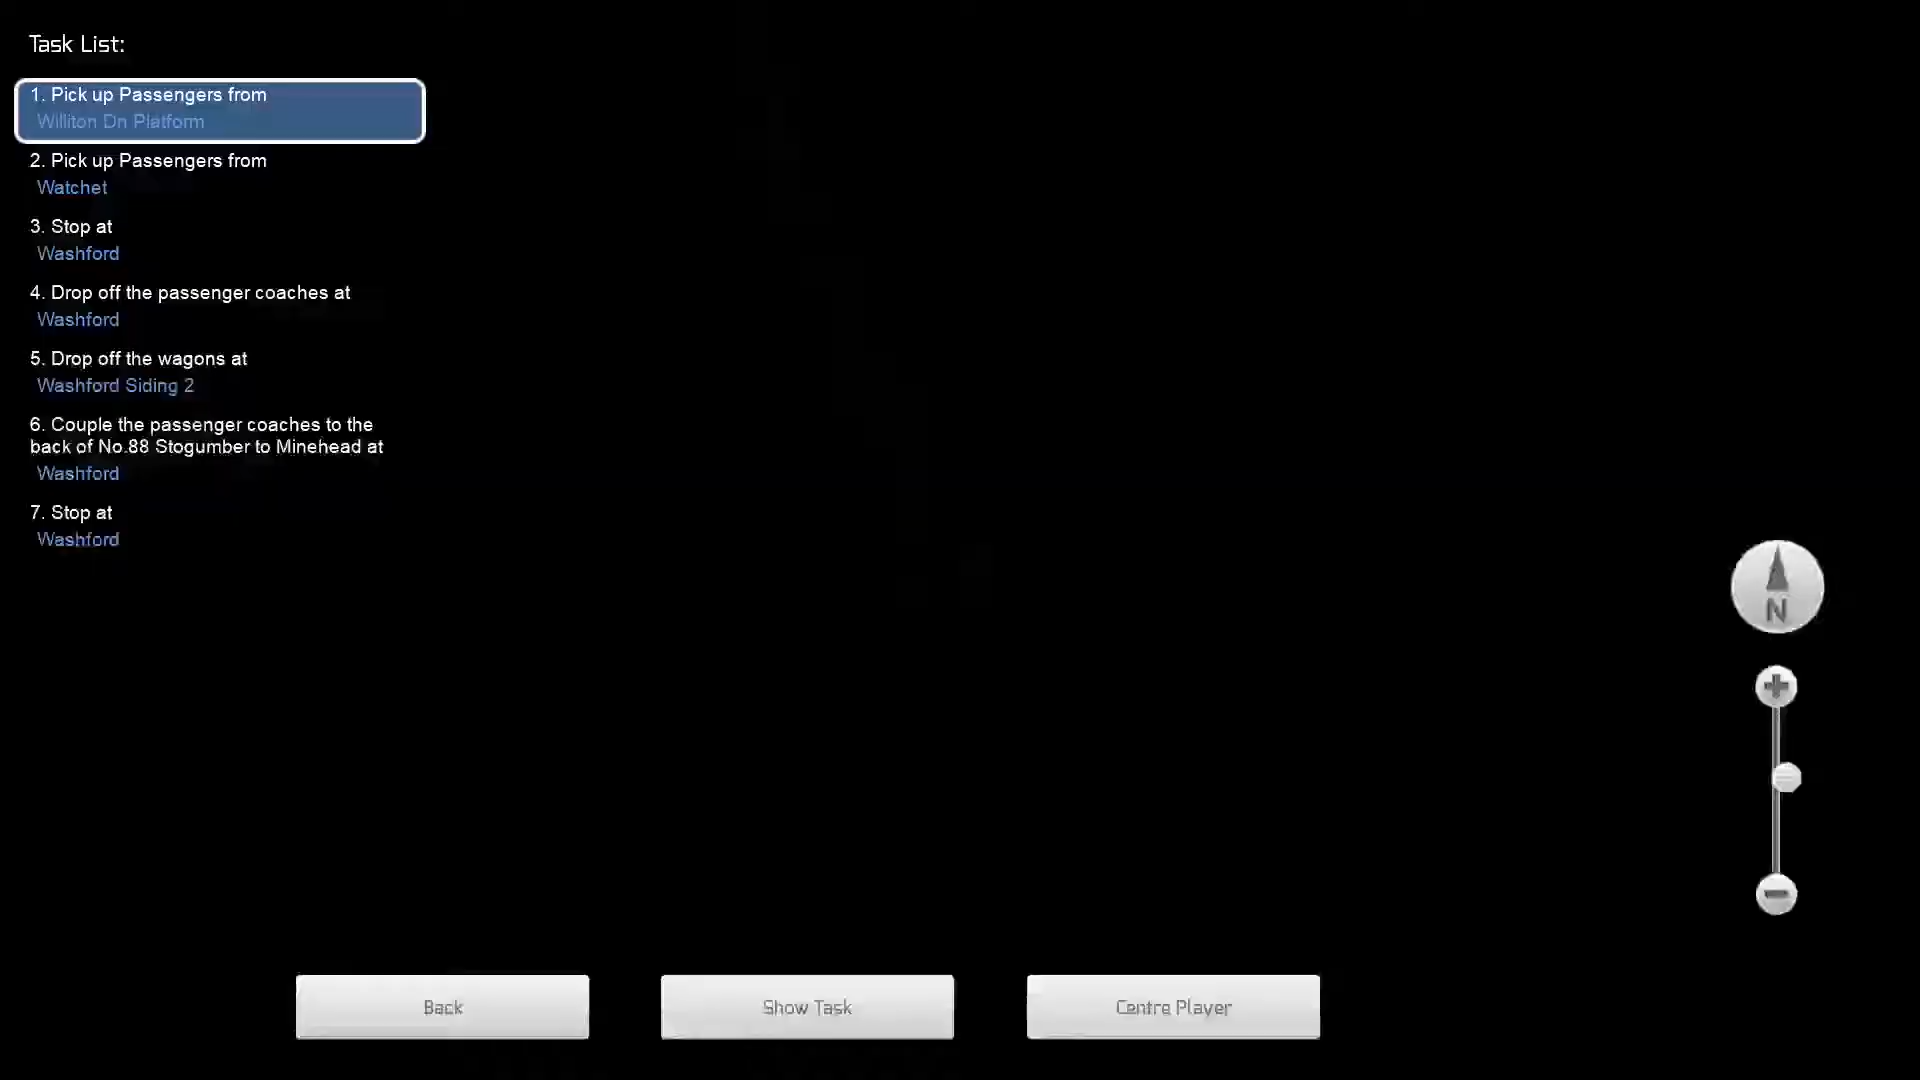 Task List:
1. Pick up Passengers from
Williton Dn Platform
2. Pick up Passengers from
Watchet
3. Stop at
Washford
4. Drop off the passenger coaches at
Washford
5. Drop off the wagons at
Washford Siding 2
6. Couple the passenger coaches to the
back of No.88 Stogumber to Minehead at
Washford
7. Stop at
Washford
N
Back
Show Task
Centre Player